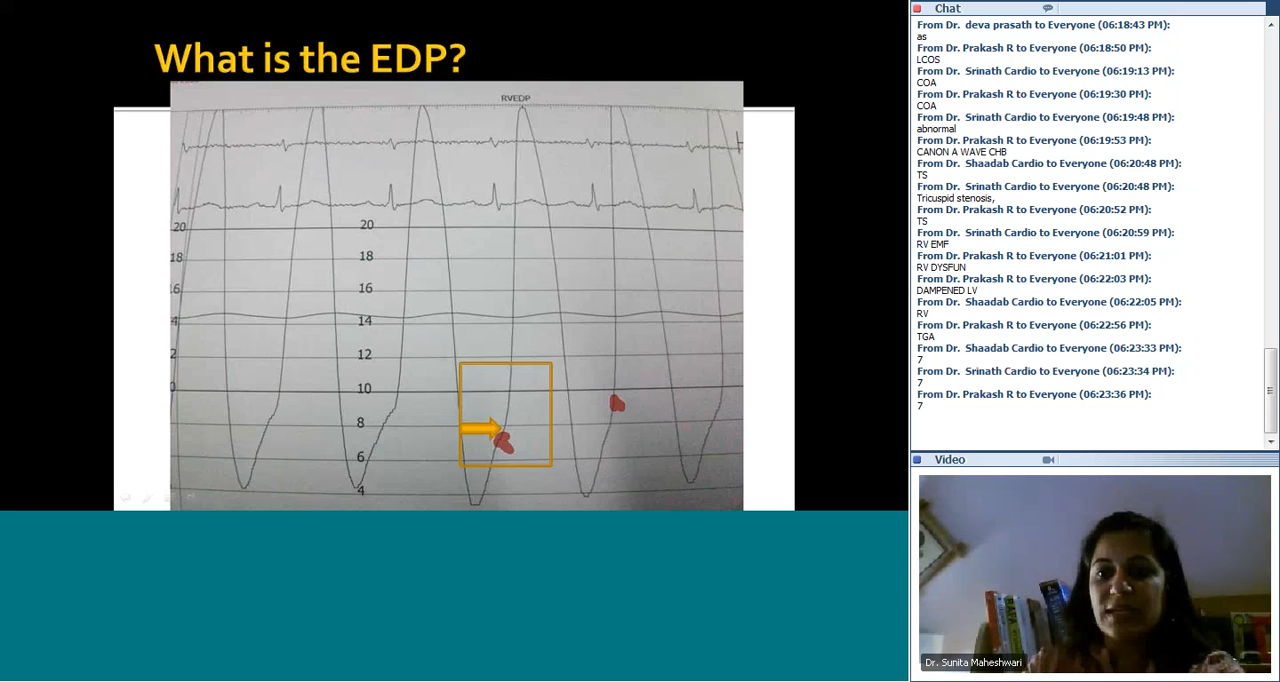 What is the EDP?
RVEDP
20
20
18
18
16
16
14
4
12
2
10
0
8
6
4
Chat
From Dr. deva prasath to Everyone (06:18:43 PM):
as
From Dr. Prakash R to Everyone (06:18:50 PM):
LCOS
From Dr. Srinath Cardio to Everyone (06:19:13 PM):
COA
From Dr. Prakash R to Everyone (06:19:30 PM):
COA
From Dr. Srinath Cardio to Everyone (06:19:48 PM):
abnormal
From Dr. Prakash R to Everyone (06:19:53 PM):
CANON A WAVE CHB
From Dr. Shaadab Cardio to Everyone (06:20:48 PM):
TS
From Dr. Srinath Cardio to Everyone (06:20:48 PM):
Tricuspid stenosis,
From Dr. Prakash R to Everyone (06:20:52 PM):
TS
From Dr. Srinath Cardio to Everyone (06:20:59 PM):
RV EMF
From Dr. Prakash R to Everyone (06:21:01 PM):
RV DYSFUN
From Dr. Prakash R to Everyone (06:22:03 PM):
DAMPENED LV
From Dr. Shaadab Cardio to Everyone (06:22:05 PM):
RV
From Dr. Prakash R to Everyone (06:22:56 PM):
TGA
From Dr. Shaadab Cardio to Everyone (06:23:33 PM):
7
From Dr. Srinath Cardio to Everyone (06:23:34 PM):
7
From Dr. Prakash R to Everyone (06:23:36 PM):
7
Video
Dr. Sunita Maheshwari